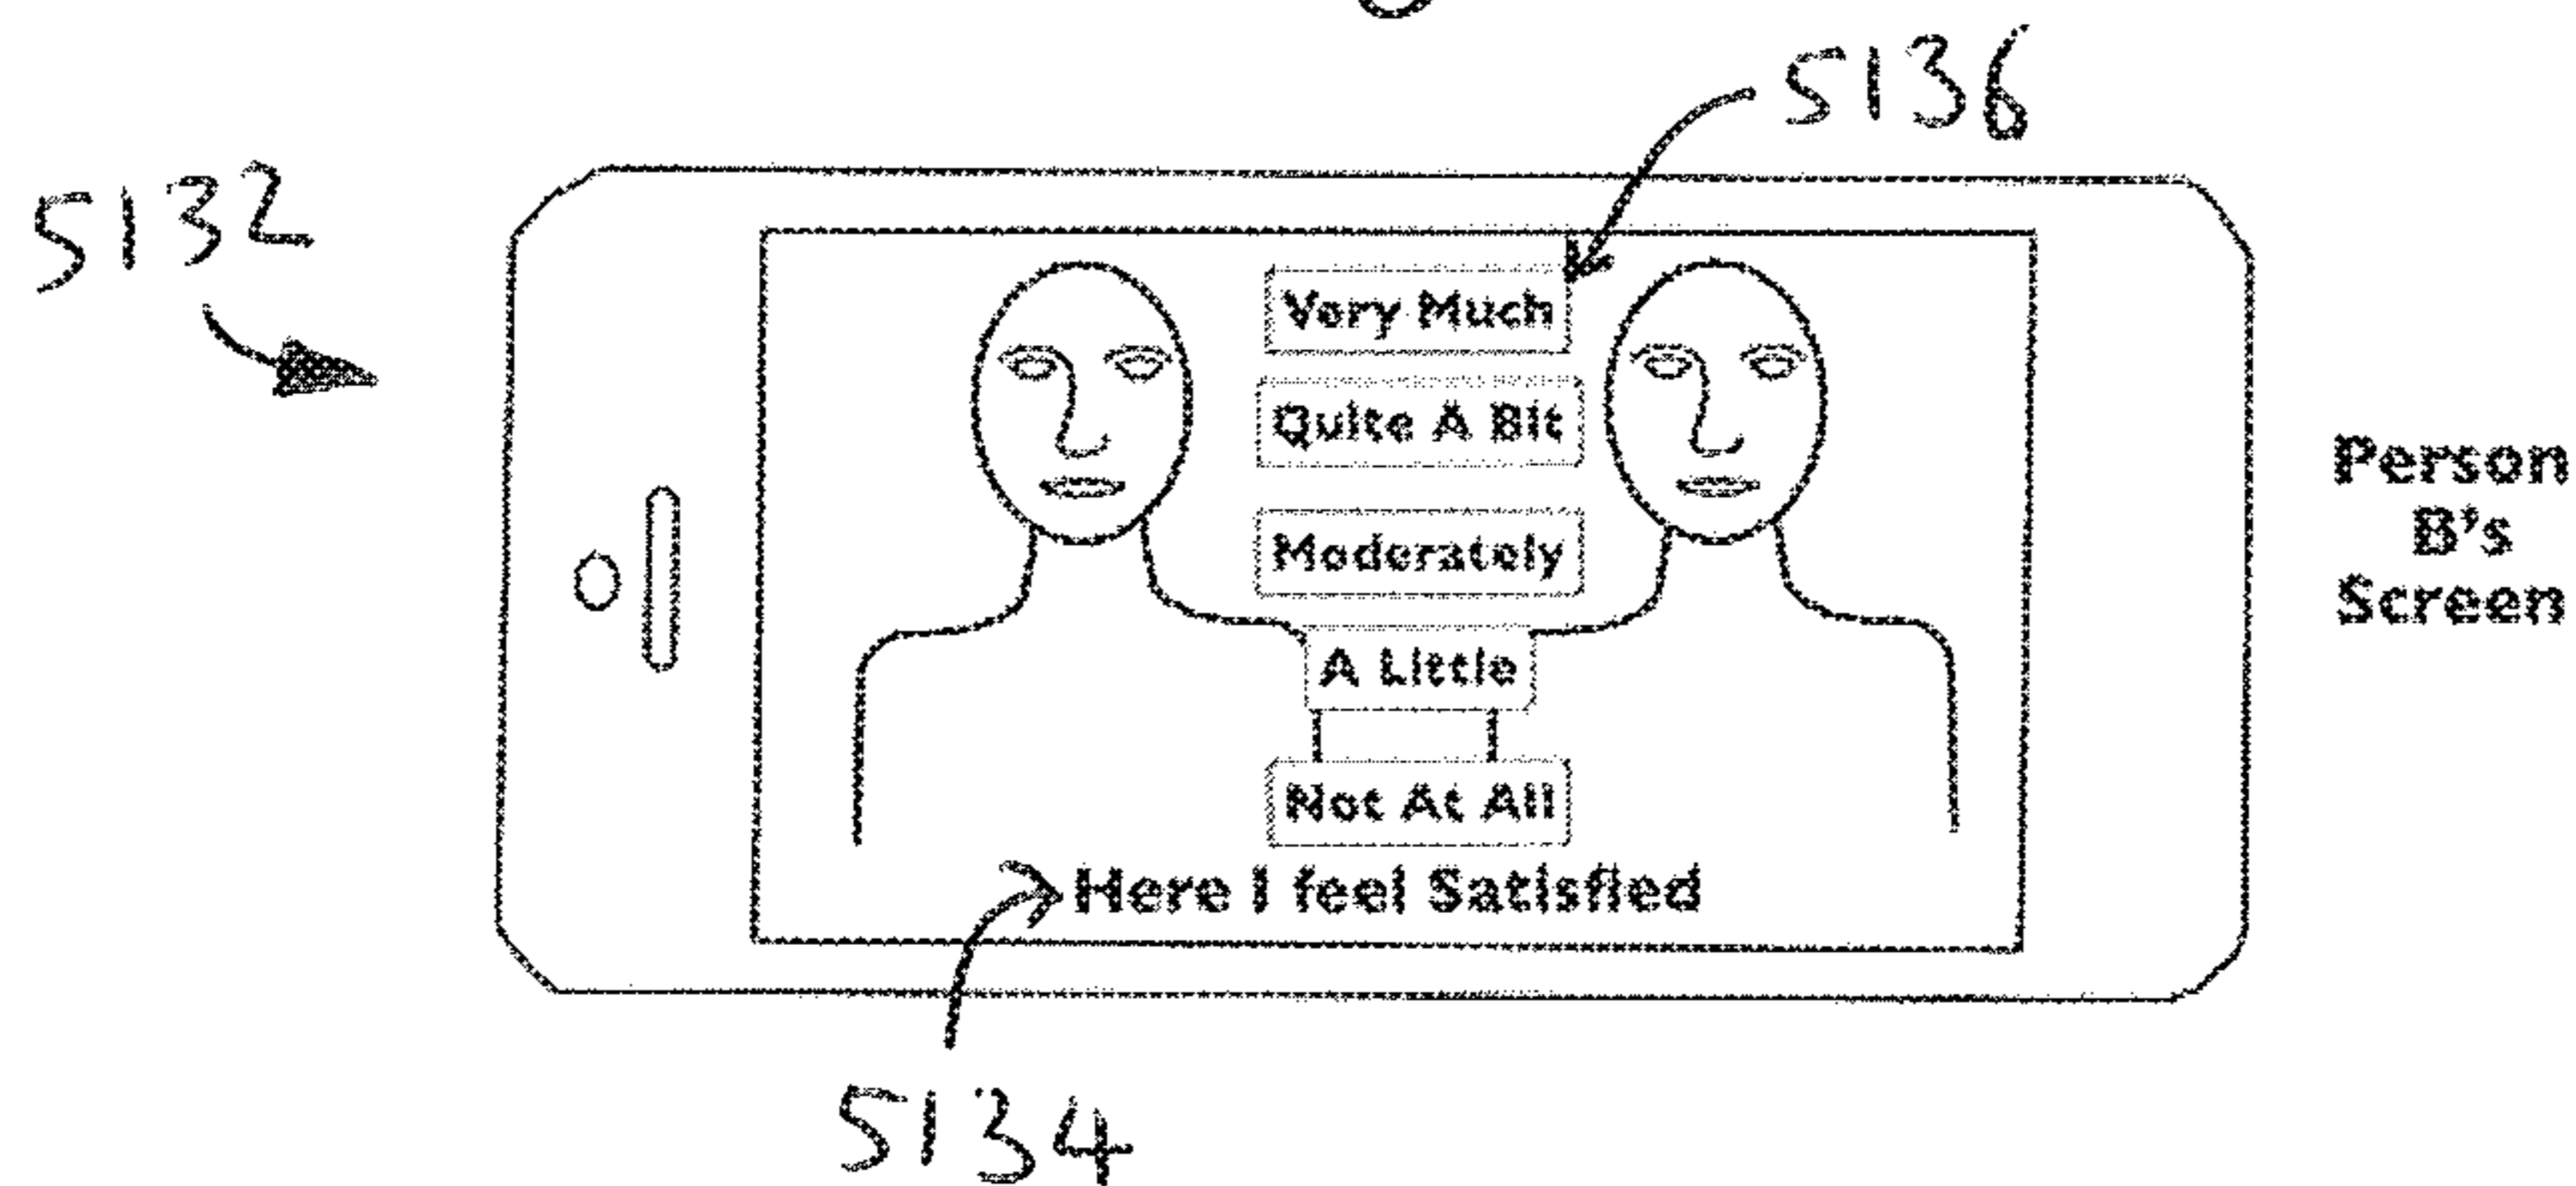 5136
5132
Very Much
Quite A Bit
Moderately
A Little
Not At All
Here I feel Satisfied
Person
B's
Screen
5134